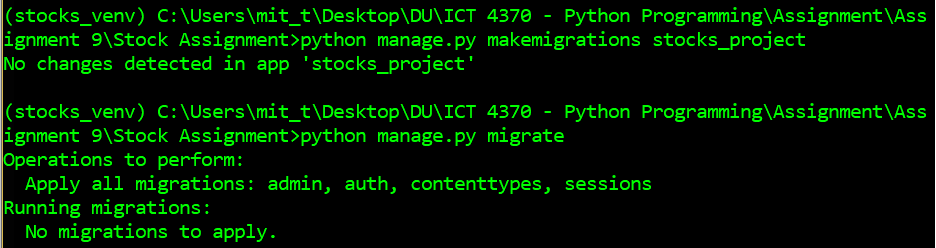 (stocks_venv) C:\Users\mit_t\Desktop\DU\ICT 4370 - Python Programming\Assignment\Ass
ignment 9\Stock Assignment>python manage.py makemigrations stocks_project
No changes detected in app 'stocks_project'
(stocks_venv) C:\Users\mit_t\Desktop\DU\ICT 4370 - Python Programming\Assignment\Ass
ignment 9\Stock Assignment>python manage.py migrate
Operations to perform:
  Apply all migrations: admin, auth, contenttypes, sessions
Running migrations:
  No migrations to apply.